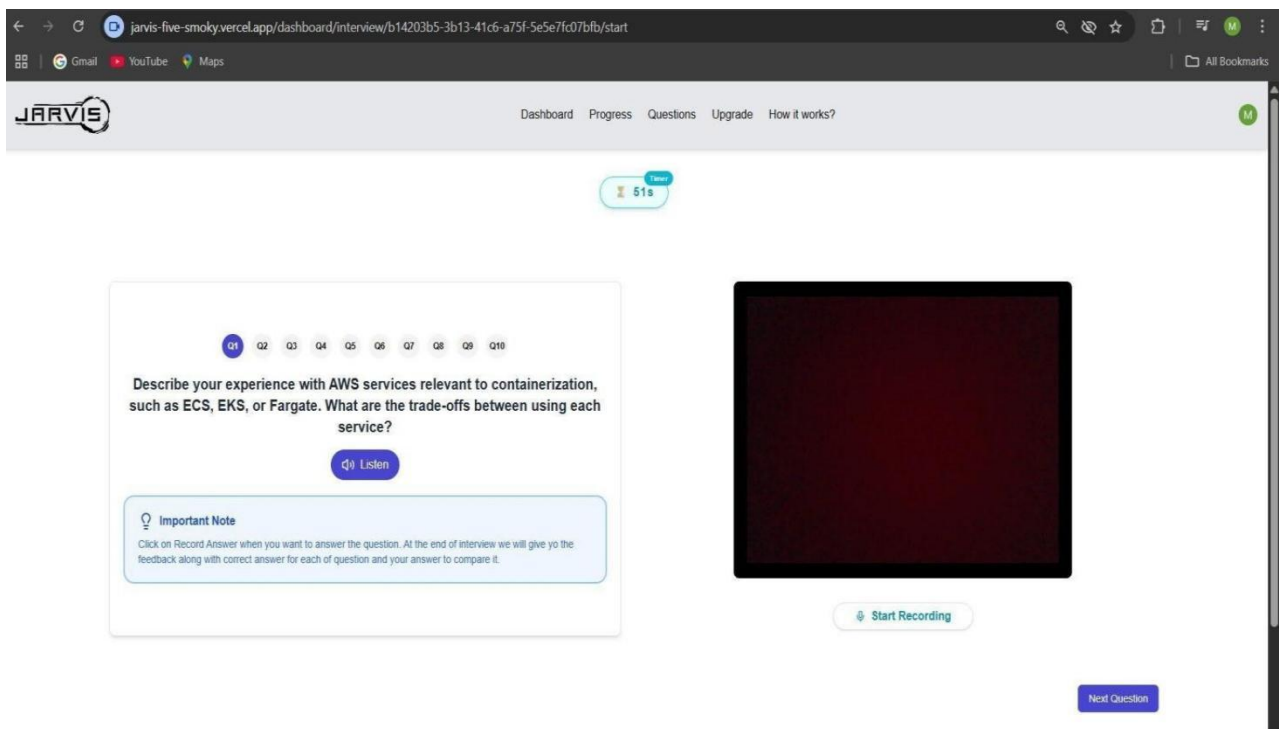 jarvis-five-smoky.vercel.app/dashboard/interview/b14203b5-3b13-41c6-a75f-5e5e7fc07bfb/start
M
Gmail YouTube Maps All Bookmarks
JARVIS Dashboard Progress Questions Upgrade How it works? M
Timer
51s
Q1 Q2 Q3 Q4 Q5 Q6 Q7 Q8 Q9 Q10
Describe your experience with AWS services relevant to containerization,
such as ECS, EKS, or Fargate. What are the trade-offs between using each
service?
Listen
Important Note
Click on Record Answer when you want to answer the question. At the end of interview we will give yo the
feedback along with correct answer for each of question and your answer to compare it.
Start Recording
Next Question